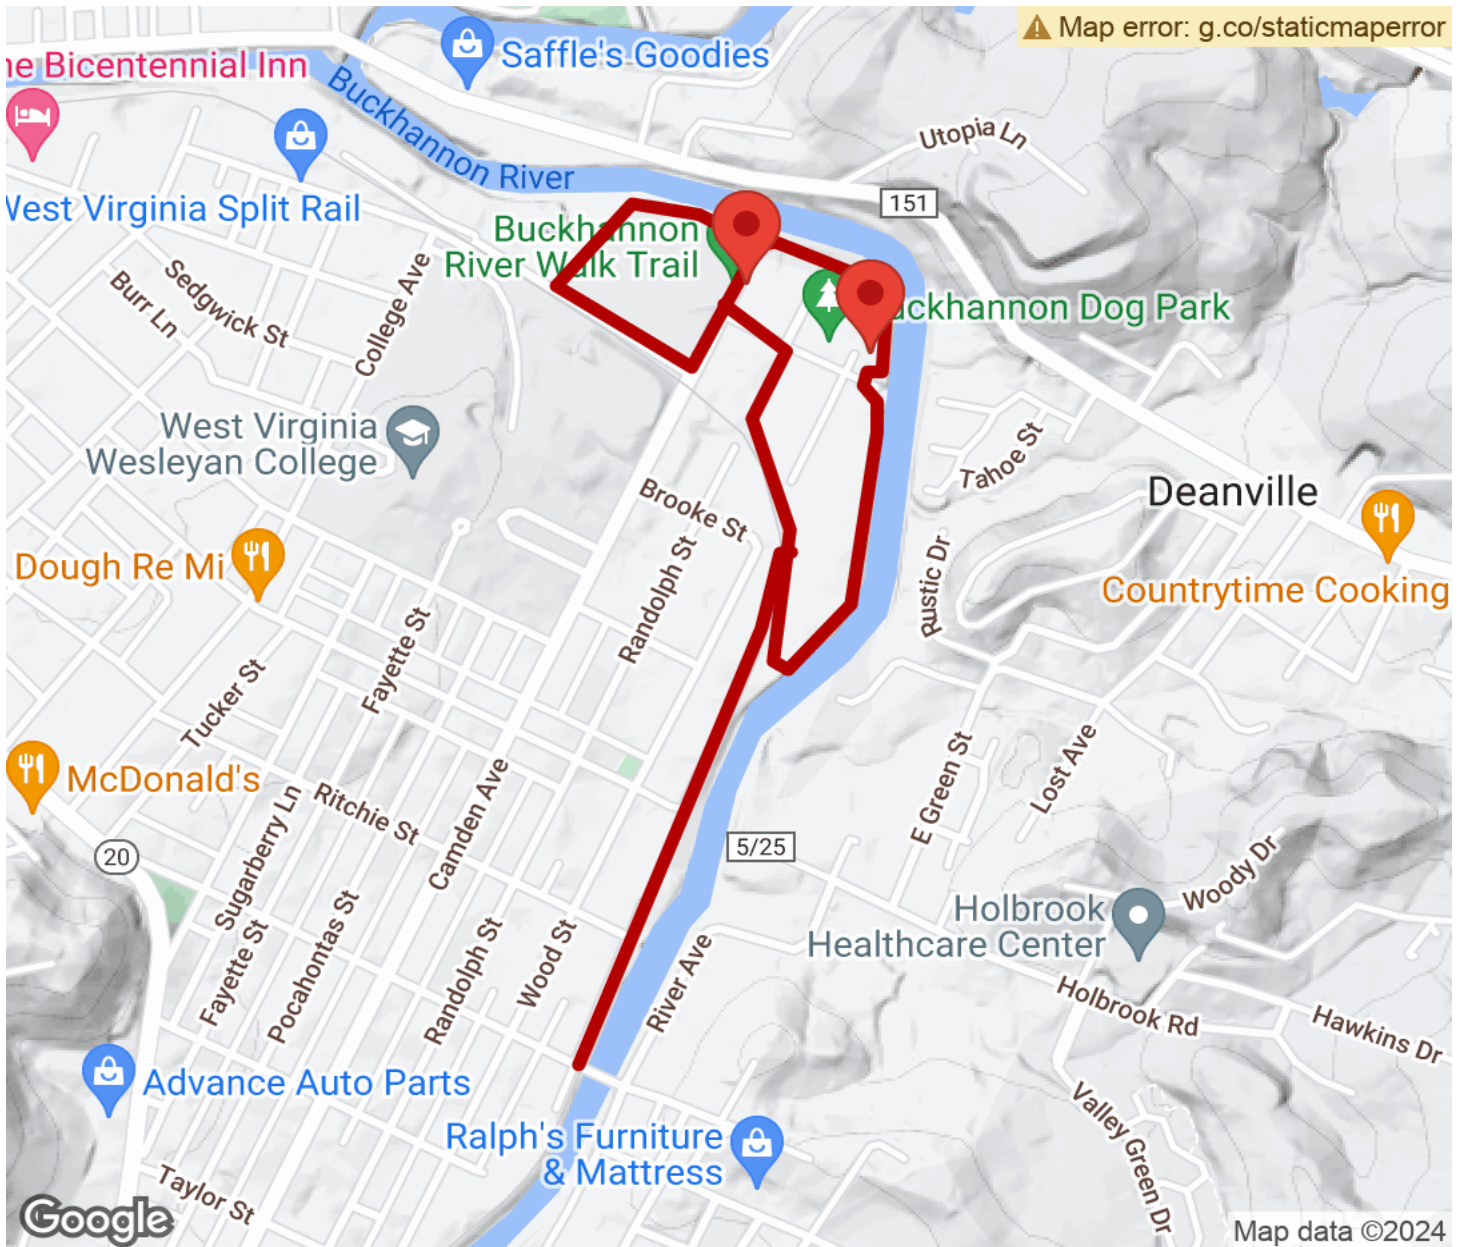 Map error: g.co/staticmaperror
Saffle's Goodies
he Bicentennial Inn
Buckhannon River
Utopia Ln
151
West Virginia Split Rail
Buckhannon
River Walk Trail
Sedgwick St
Burr Ln
College Ave
uckhannon Dog Park
West Virginia
Wesleyan College
Tahoe St
Deanville
Brooke St
Randolph St
Rustic Dr
Dough Re Mi
Countrytime Cooking
Fayette St
Tucker St
McDonald's
Ritchie St
Camden Ave
Sugarberry Ln
E Green St
Lost Ave
5/25
20
Woody Dr
Holbrook
Healthcare Center
Fayette St
Pocahontas St
Randolph St
Wood St
River Ave
Holbrook Rd
Hawkins Dr
Advance Auto Parts
Ralph's Furniture
& Mattress
Valley Green Dr
Taylor St
Google
Map data ©2024